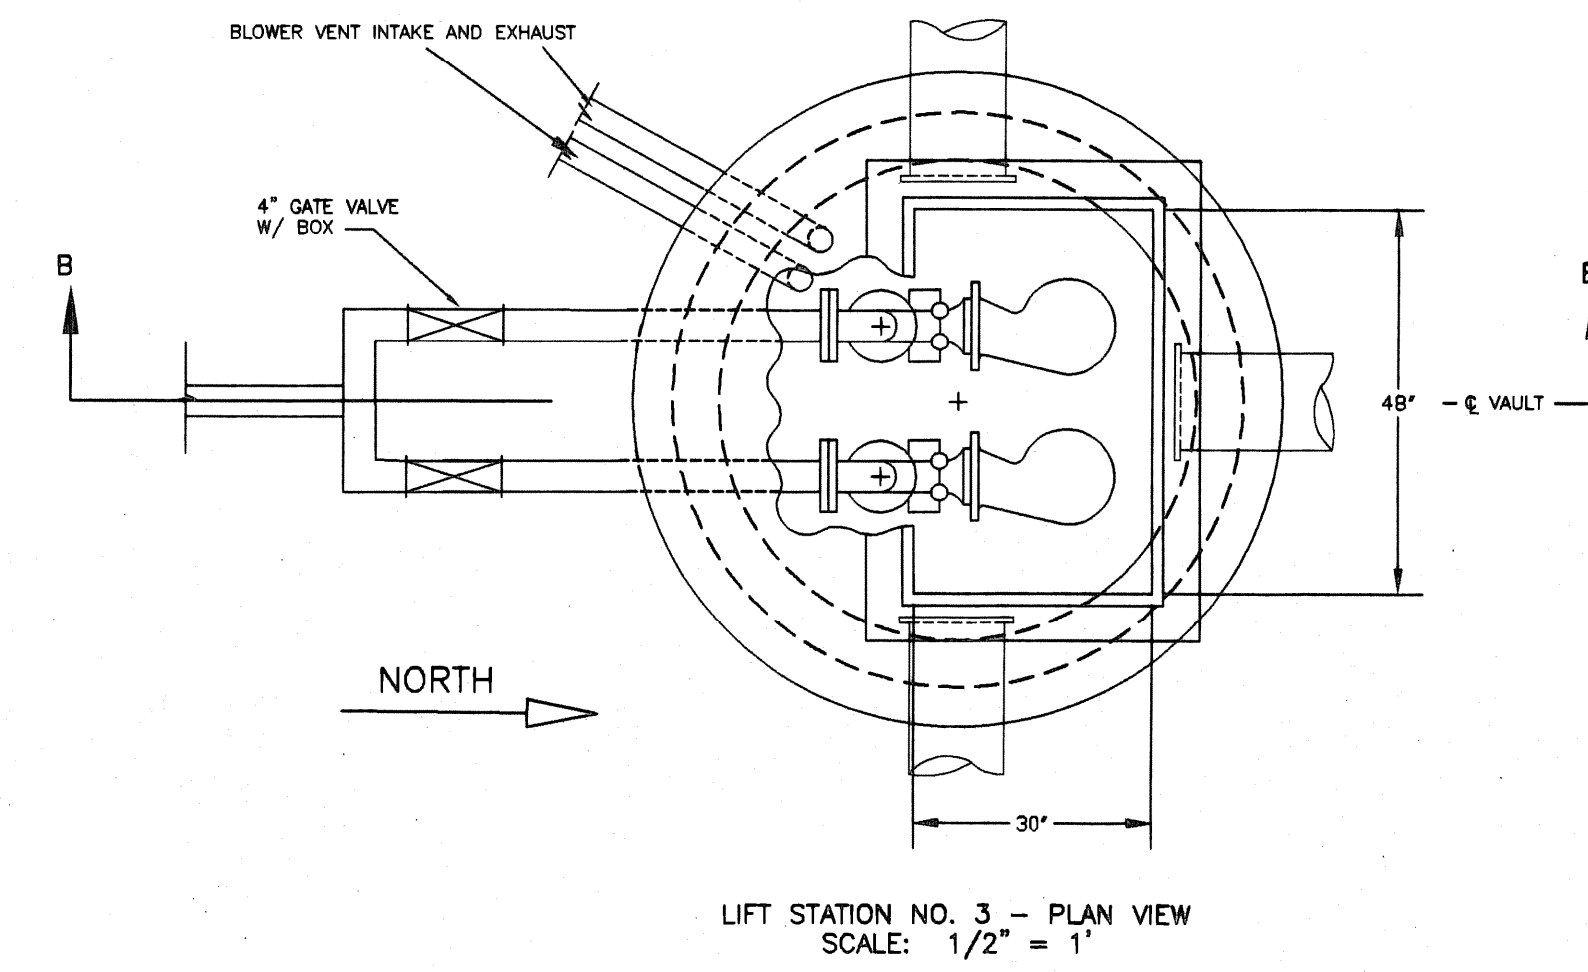 BLOWER VENT INTAKE AND EXHAUST
4" GATE VALVE
W/ BOX
B
48" - ℄ VAULT
NORTH
30"
LIFT STATION NO. 3 - PLAN VIEW
SCALE: 1/2" = 1'